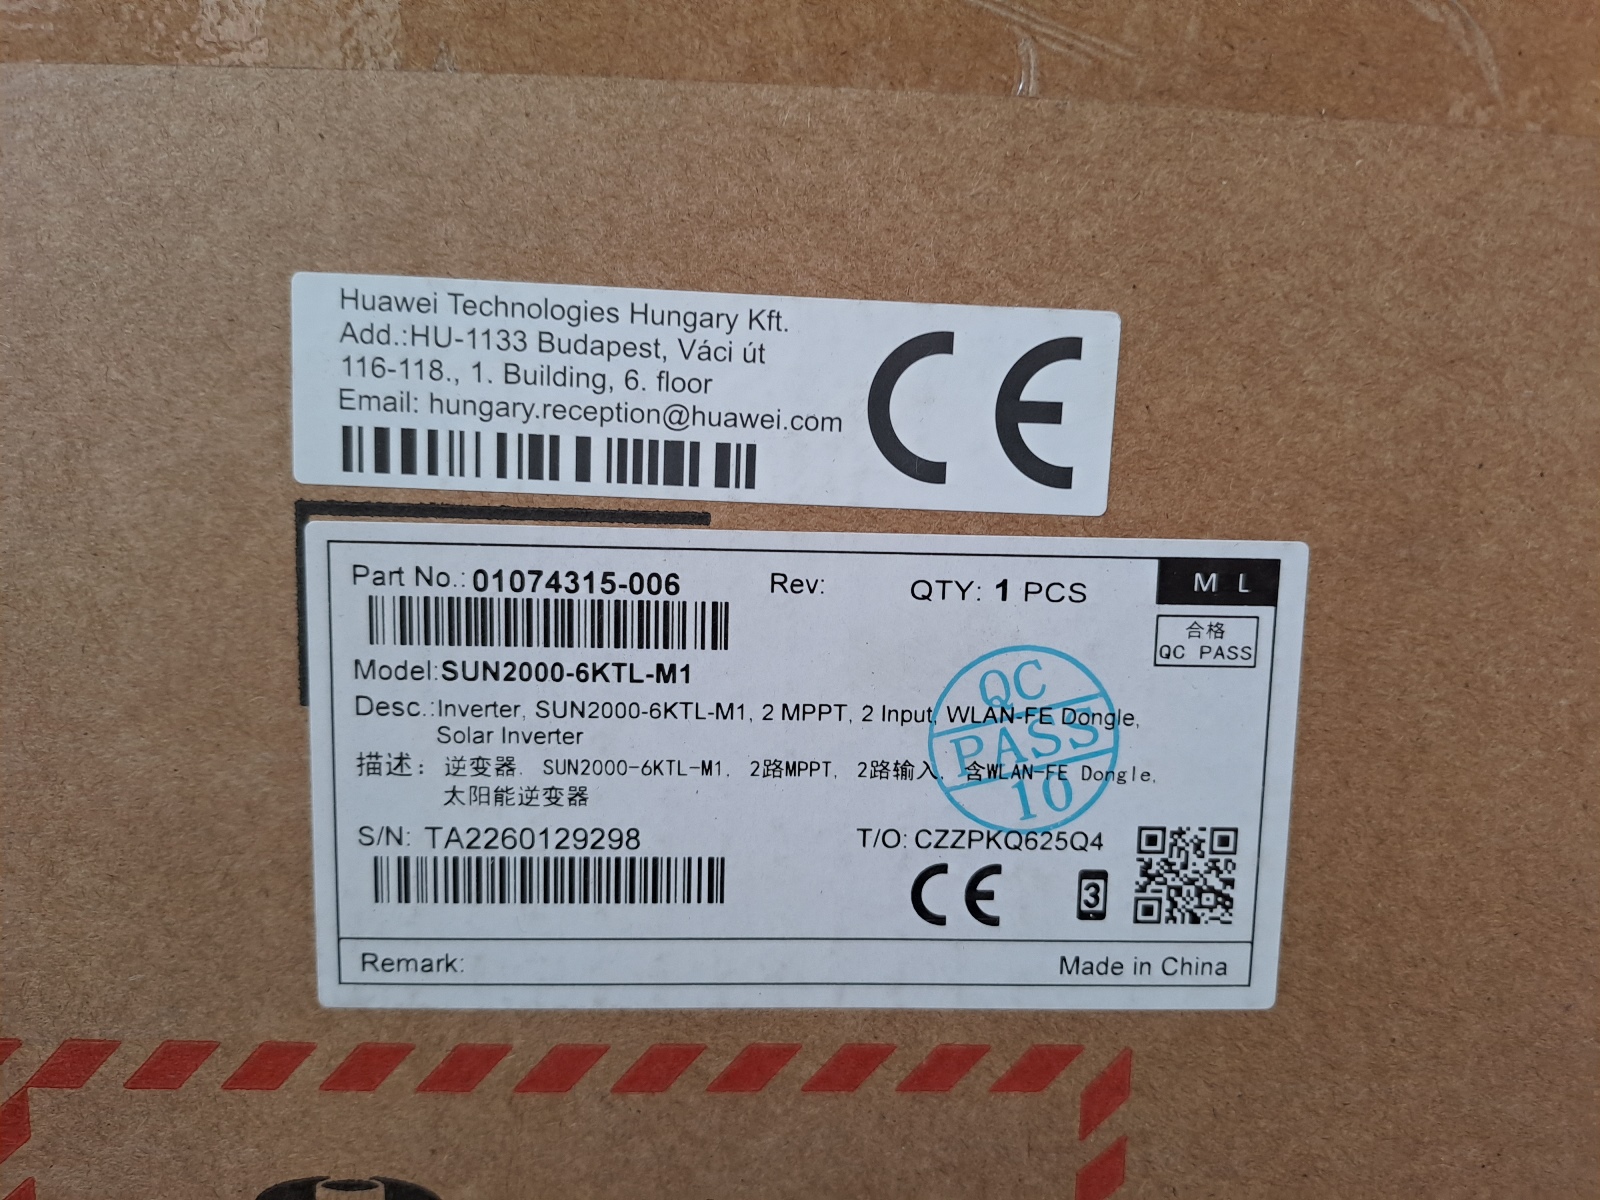 Huawei Technologies Hungary Kft.
Add.:HU-1133 Budapest, Váci út
116-118., 1. Building, 6. floor
Email: hungary.reception@huawei.com
CE
Part No.: 01074315-006
Rev:
QTY: 1 PCS
M L
合格
QC PASS
Model:SUN2000-6KTL-M1
Desc.:Inverter, SUN2000-6KTL-M1, 2 MPPT, 2 Input, WLAN-FE Dongle,
Solar Inverter
QC
PASS
10
描述: 逆变器, SUN2000-6KTL-M1, 2路MPPT, 2路输入, 含WLAN-FE Dongle,
太阳能逆变器
S/N: TA2260129298
T/O: CZZPKQ625Q4
CE
3
Remark:
Made in China